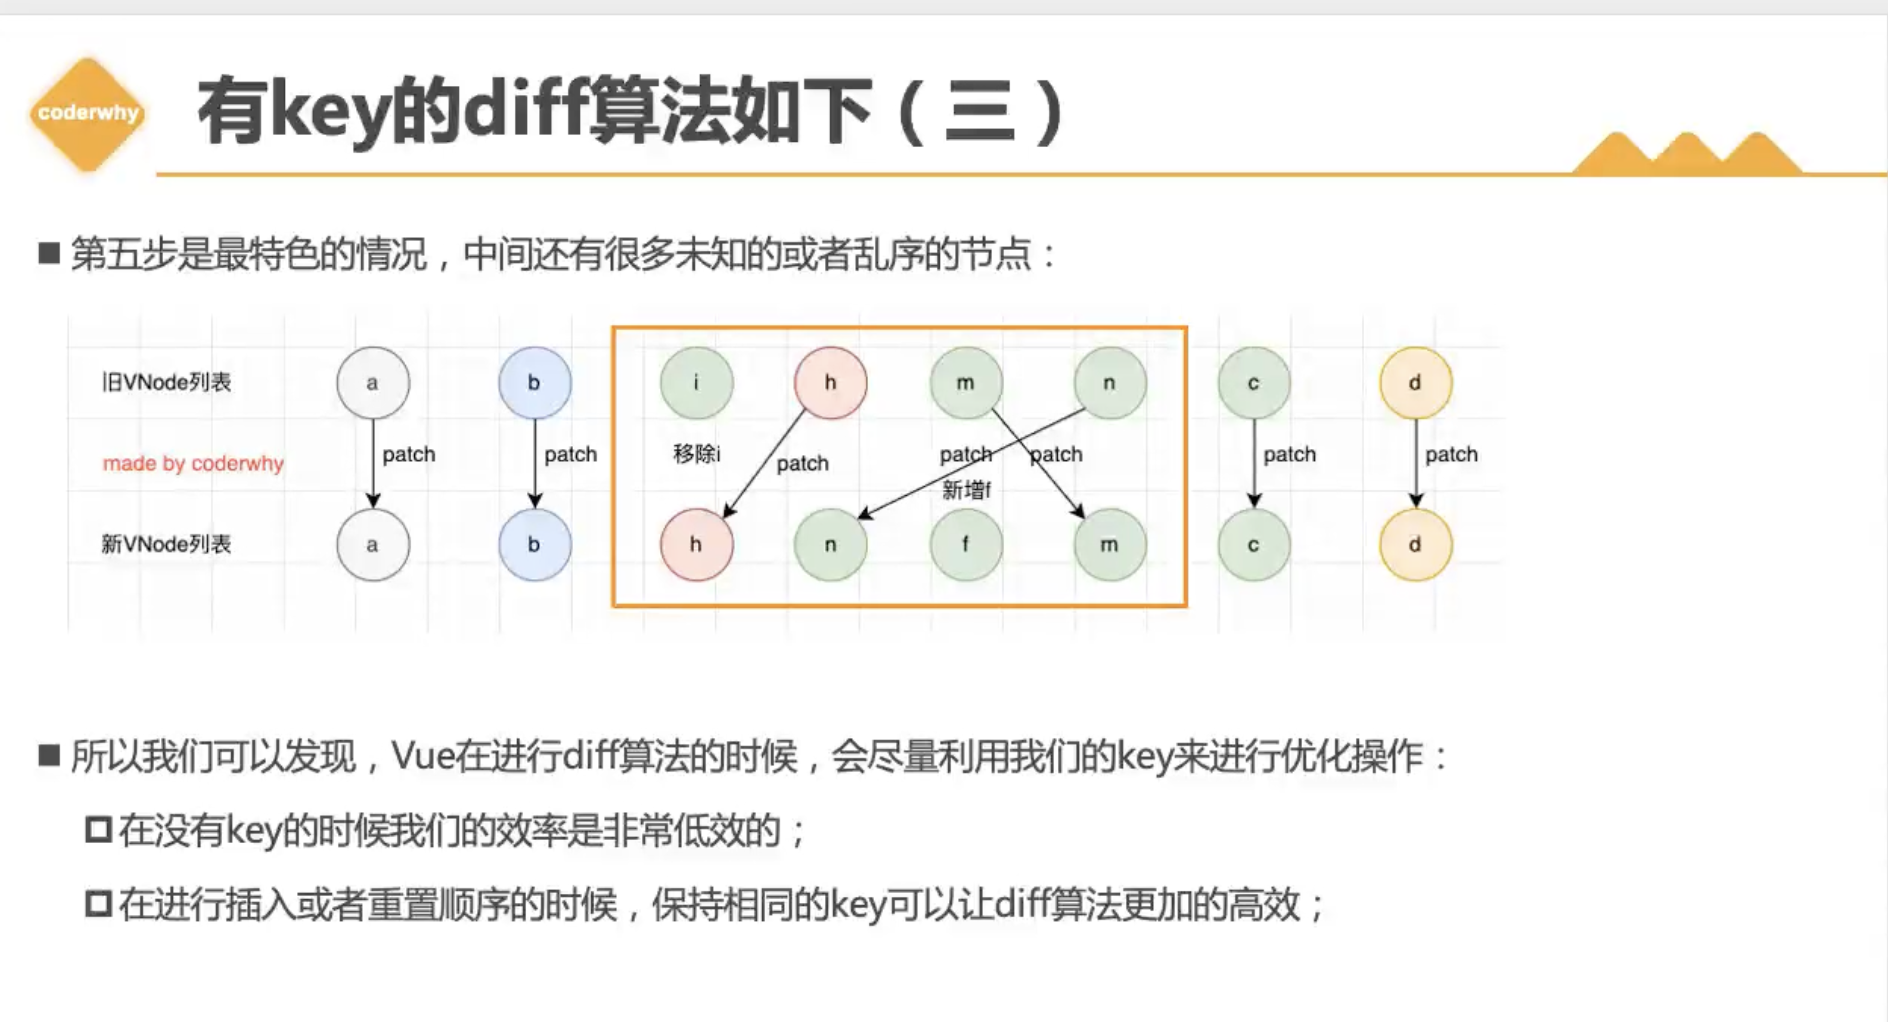 coderwhy
有key的diff算法如下（三）
第五步是最特色的情况，中间还有很多未知的或者乱序的节点：
旧VNode列表 a b i h m n c d
patch patch 移除i patch patch patch patch patch
made by coderwhy
新增f
新VNode列表 a b h n f m c d
所以我们可以发现，Vue在进行diff算法的时候，会尽量利用我们的key来进行优化操作：
在没有key的时候我们的效率是非常低效的；
在进行插入或者重置顺序的时候，保持相同的key可以让diff算法更加的高效；